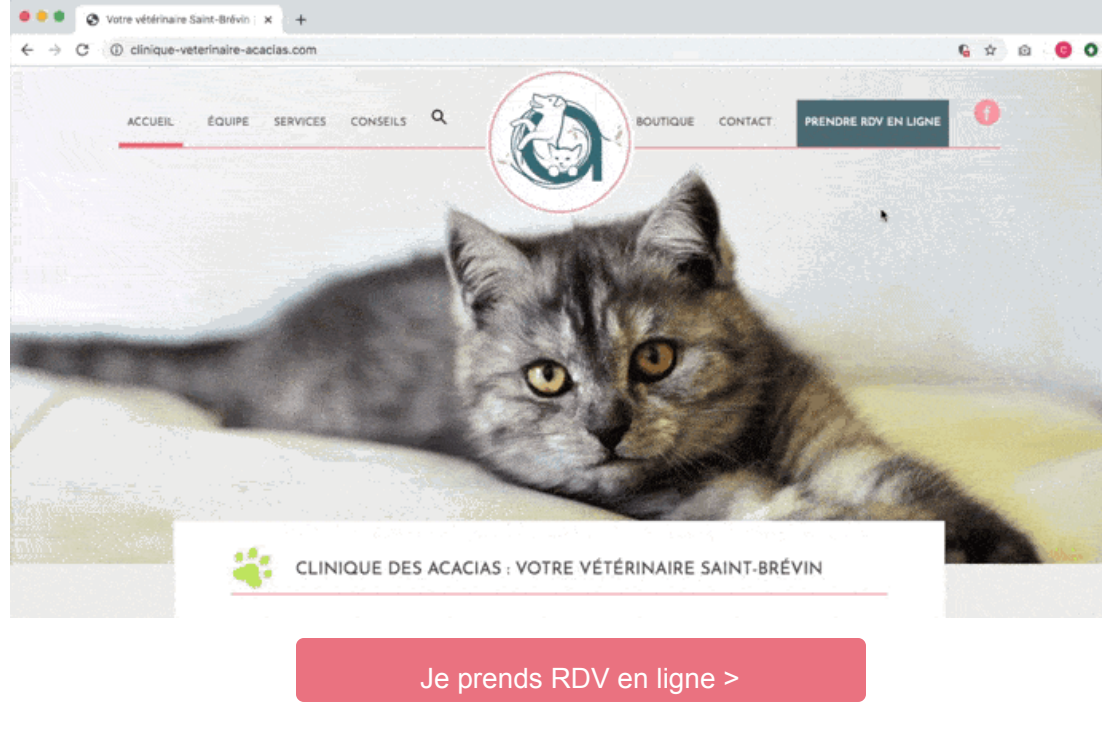 Votre vétérinaire Saint-Brévin
clinique-veterinaire-acacias.com
ACCUEIL ÉQUIPE SERVICES CONSEILS BOUTIQUE CONTACT PRENDRE RDV EN LIGNE f
CLINIQUE DES ACACIAS : VOTRE VÉTÉRINAIRE SAINT-BRÉVIN
Je prends RDV en ligne >